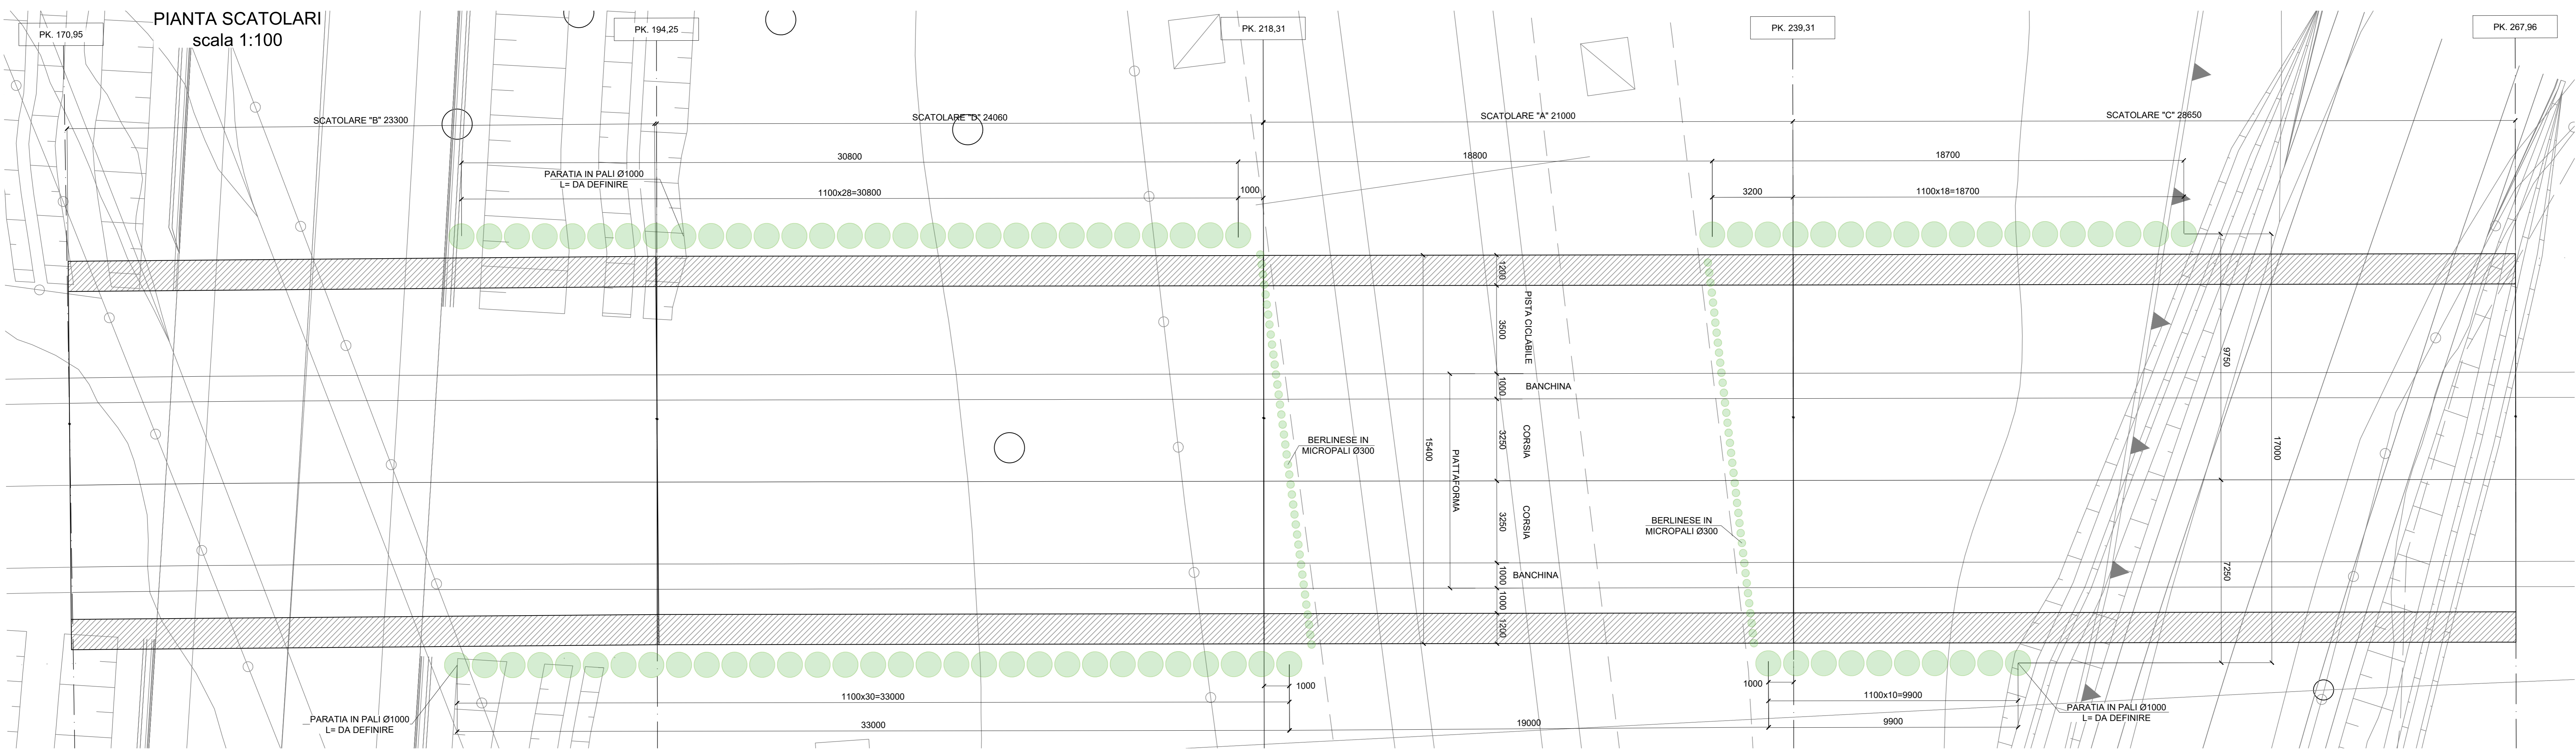 PIANTA SCATOLARI
scala 1:100
PK. 170,95
PK. 194,25
PK. 218,31
PK. 239,31
PK. 267,96
SCATOLARE "B" 23300
SCATOLARE "D" 24060
SCATOLARE "A" 21000
SCATOLARE "C" 28650
30800
18800
18700
PARATIA IN PALI Ø1000
L= DA DEFINIRE
1100x28=30800
1000
3200
1100x18=18700
1200
3500
PISTA CICLABILE
1000
BANCHINA
3250
CORSIA
15400
PIATTAFORMA
3250
CORSIA
1000
BANCHINA
1000
1200
BERLINESE IN
MICROPALI Ø300
BERLINESE IN
MICROPALI Ø300
9750
17000
7250
1000
1000
1100x30=33000
1100x10=9900
33000
19000
9900
PARATIA IN PALI Ø1000
L= DA DEFINIRE
PARATIA IN PALI Ø1000
L= DA DEFINIRE